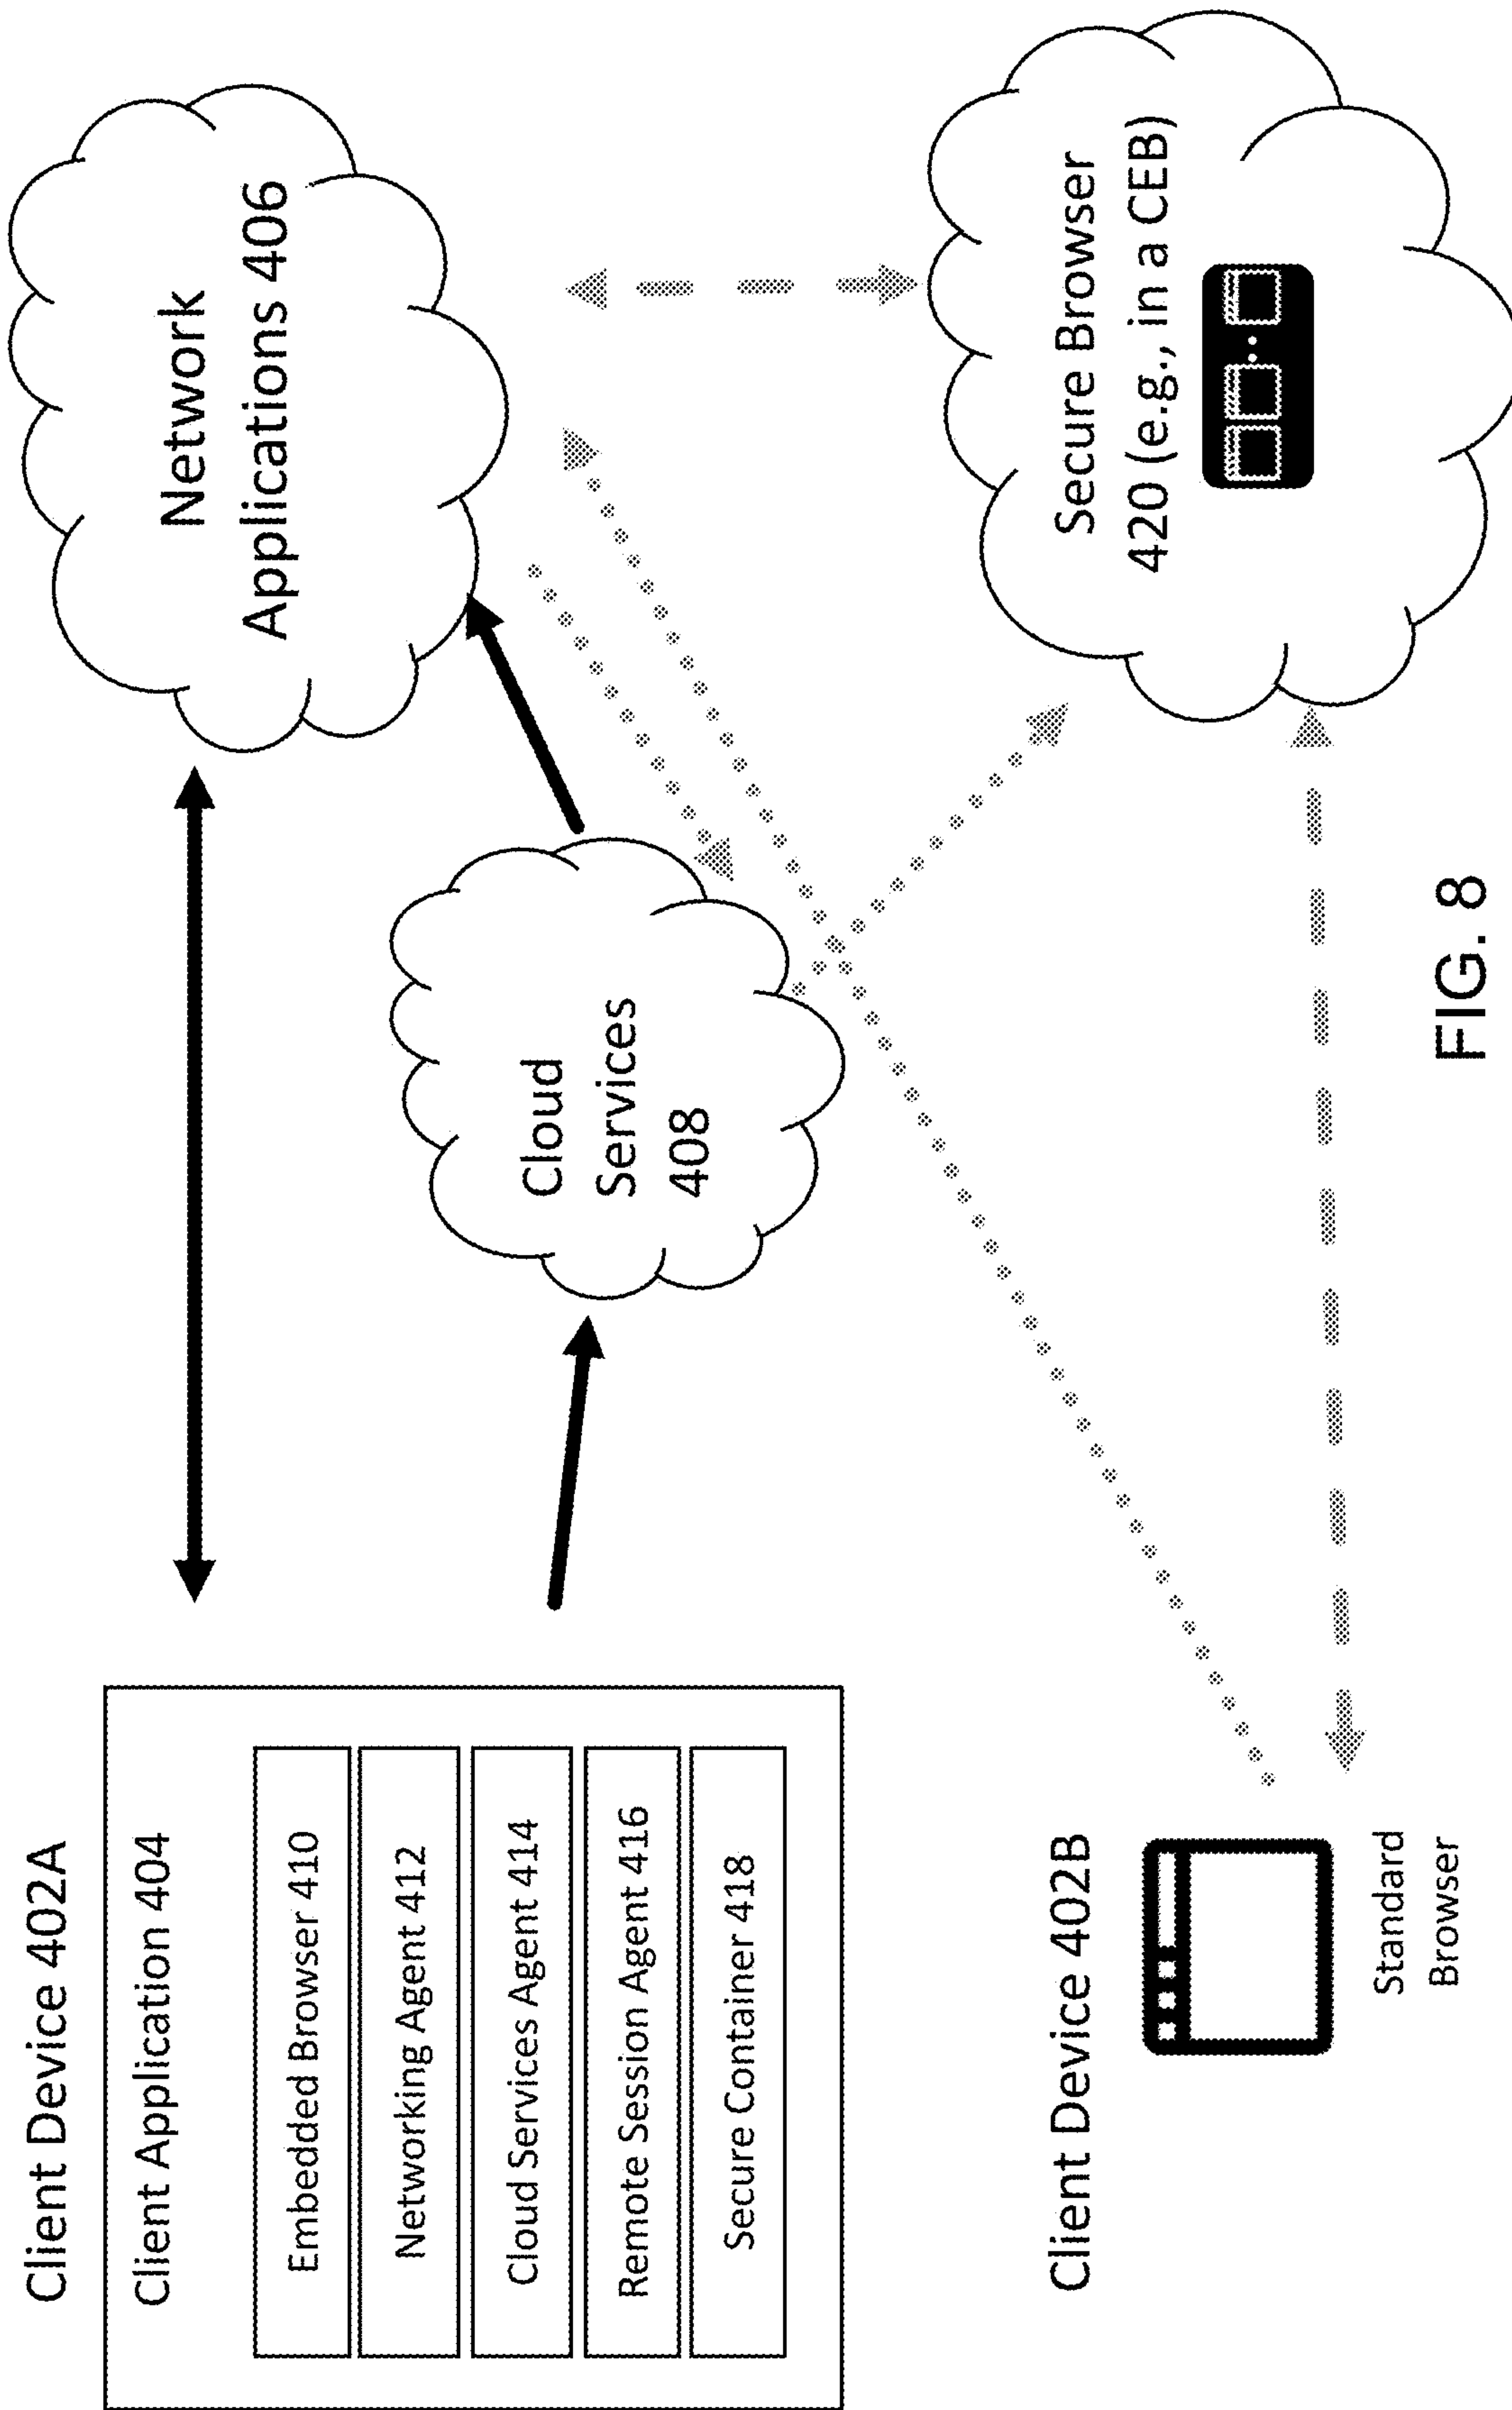 Client Device 402A
Client Application 404
Embedded Browser 410
Networking Agent 412
Cloud Services Agent 414
Remote Session Agent 416
Secure Container 418
Network
Applications 406
Cloud
Services
408
Client Device 402B
Standard
Browser
Secure Browser
420 (e.g., in a CEB)
FIG. 8